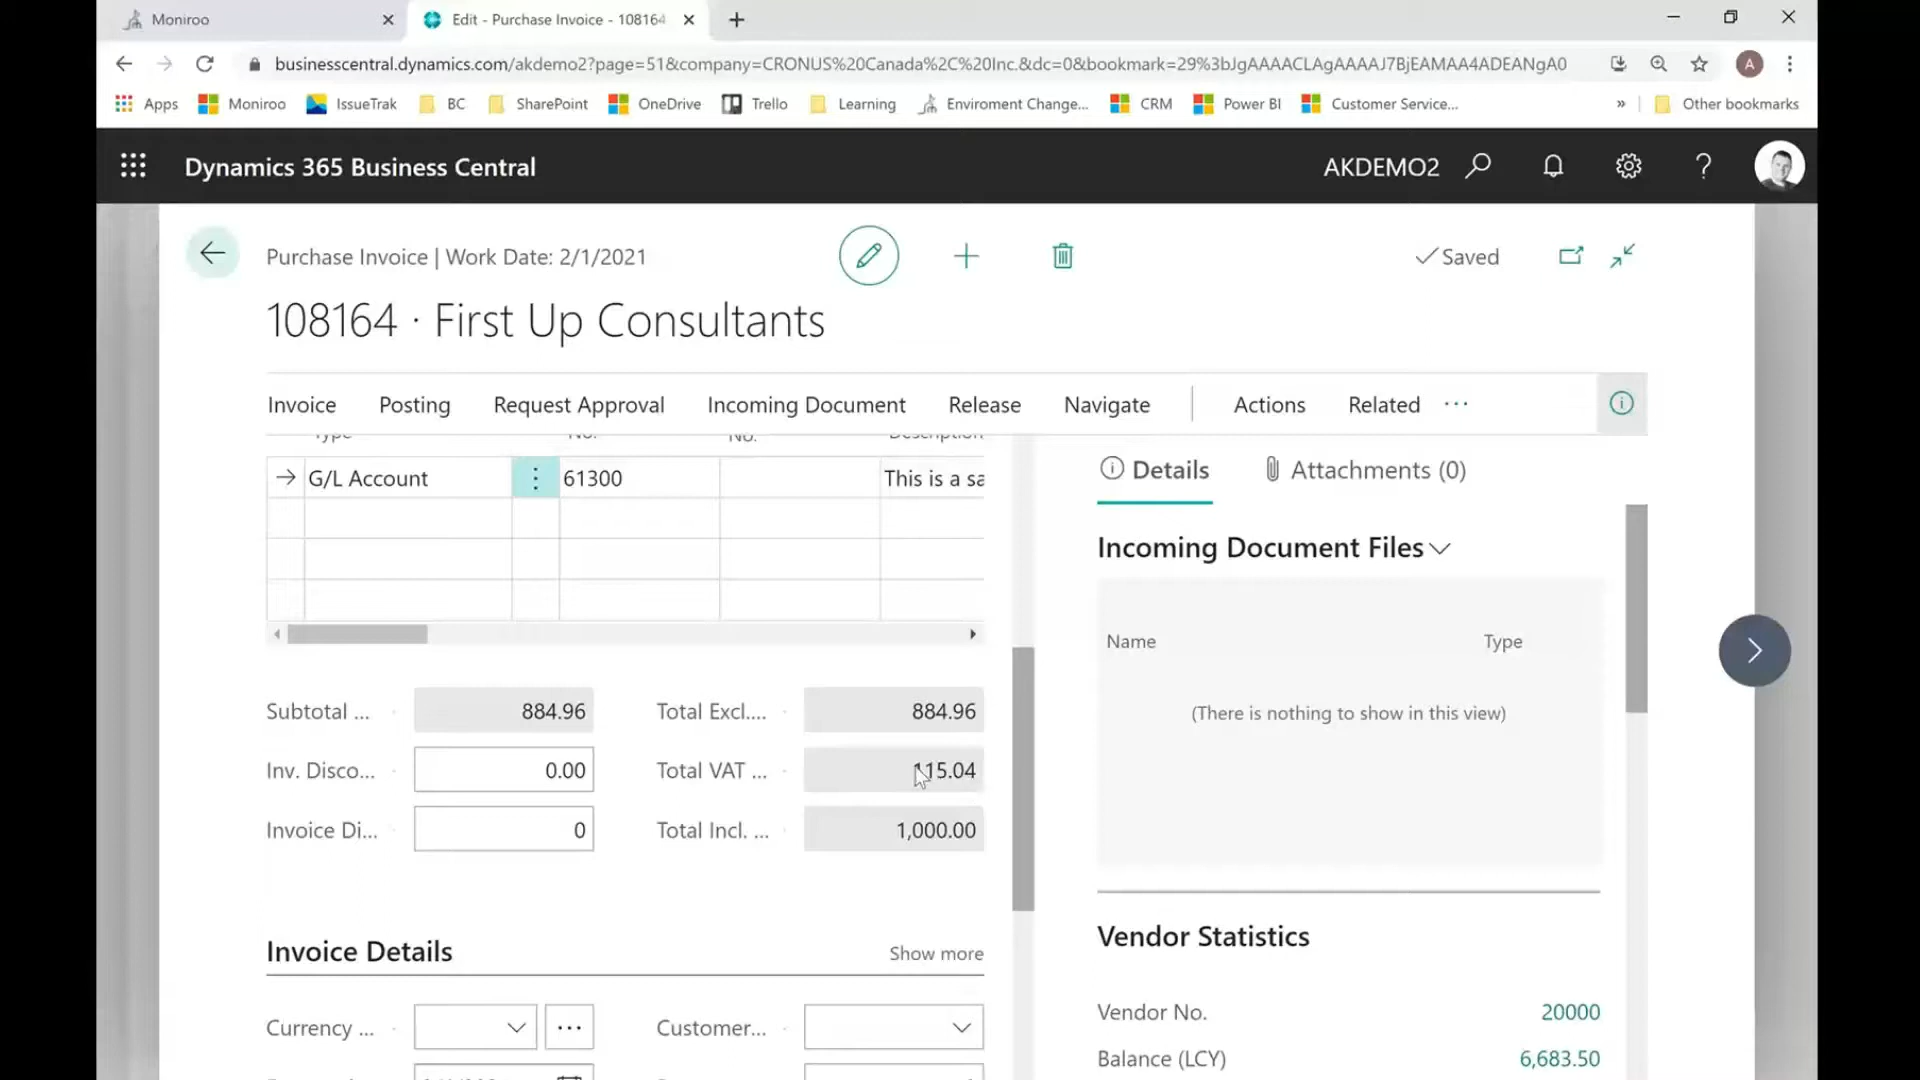 Moniroo
Edit - Purchase Invoice - 108164
businesscentral.dynamics.com/akdemo2?page=51&company=CRONUS%20Canada%2C%20Inc.&dc=0&bookmark=29%3bJgAAAACLAgAAAAJ7BjEAMAA4ADEANgA0
A
Apps
Moniroo
IssueTrak
BC
SharePoint
OneDrive
Trello
Learning
Enviroment Change...
CRM
Power BI
Customer Service...
»
Other bookmarks
Dynamics 365 Business Central
AKDEMO2
Purchase Invoice | Work Date: 2/1/2021
Saved
108164 · First Up Consultants
Invoice
Posting
Request Approval
Incoming Document
Release
Navigate
Actions
Related
Type
No.
No.
Description
G/L Account
61300
This is a sa
Details
Attachments (0)
Incoming Document Files
Name
Type
(There is nothing to show in this view)
Subtotal ...
884.96
Total Excl....
884.96
Inv. Disco...
0.00
Total VAT ...
115.04
Invoice Di...
0
Total Incl. ...
1,000.00
Invoice Details
Show more
Currency ...
Customer...
Vendor Statistics
Vendor No.
20000
Balance (LCY)
6,683.50